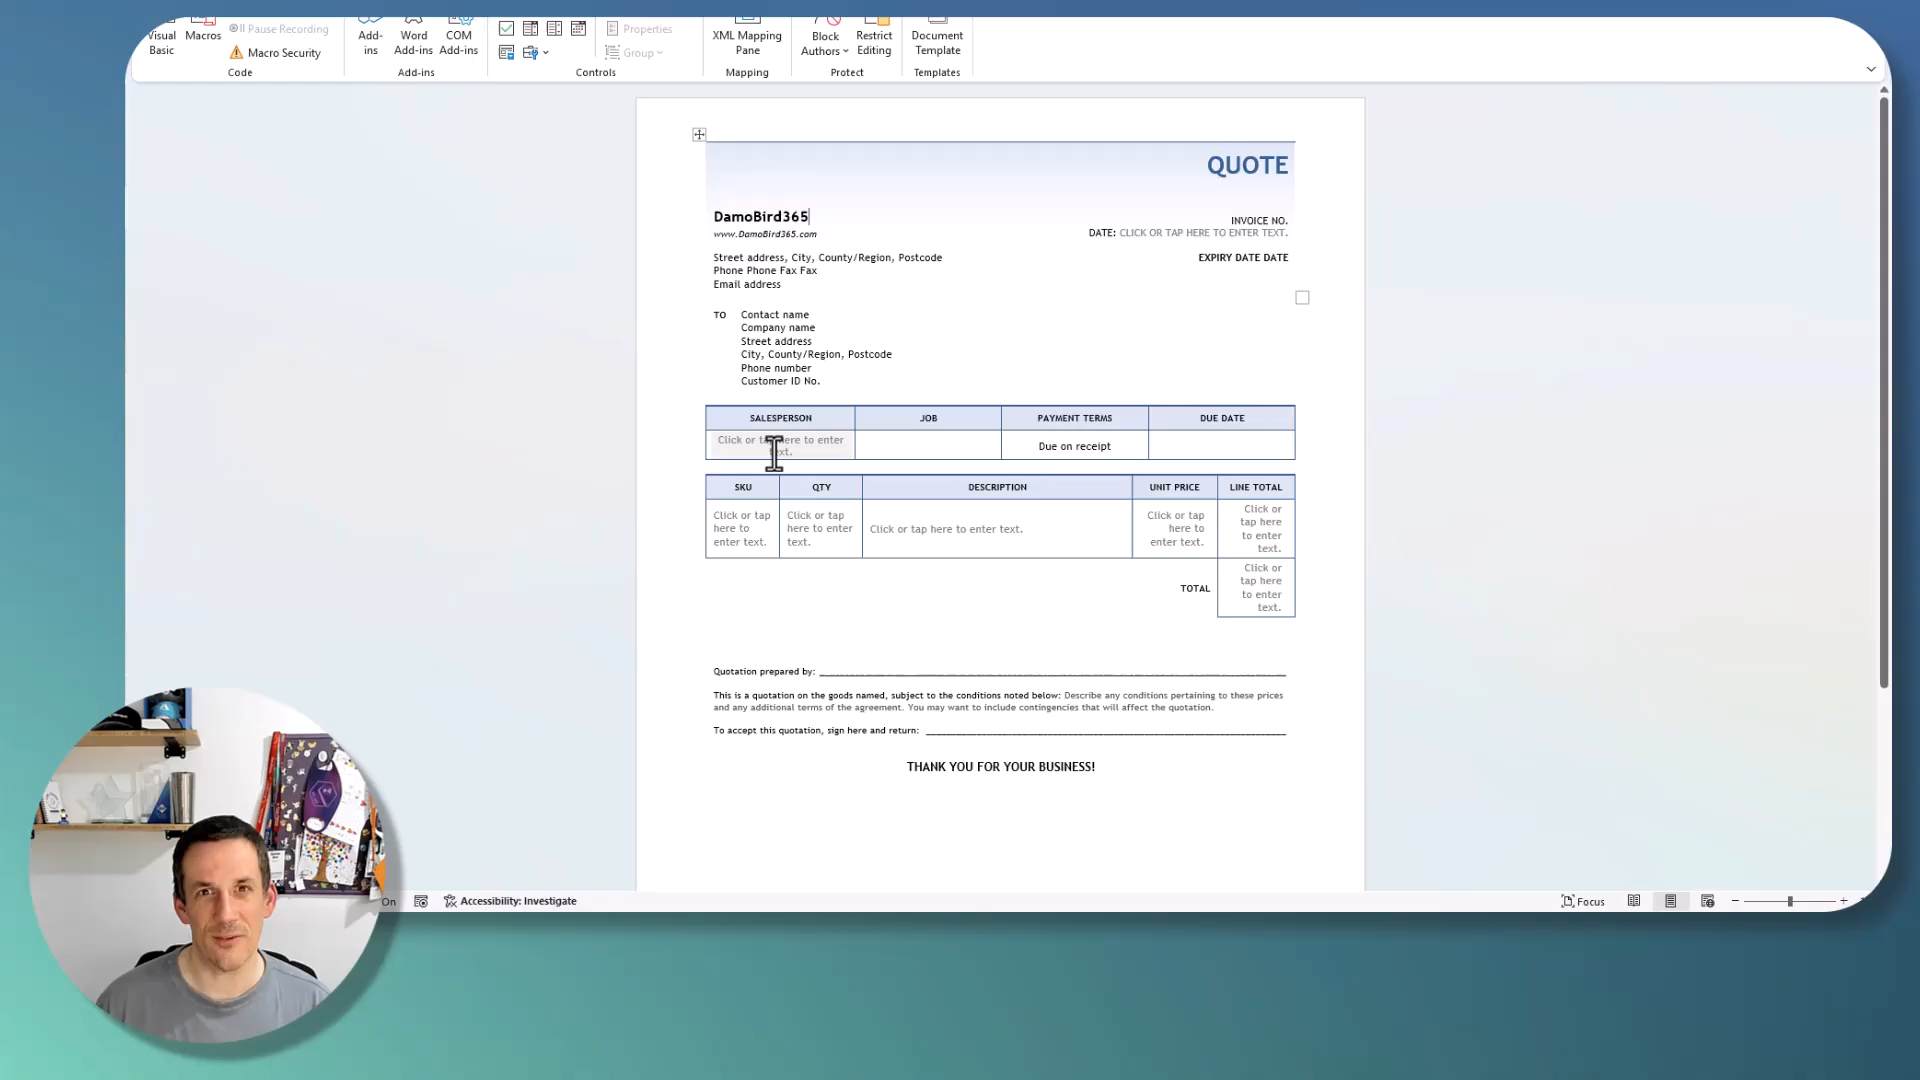 Visual
Basic
Macros
Pause Recording
Macro Security
Code
Add-
ins
Word
Add-ins
COM
Add-ins
Add-ins
Properties
Group
Controls
XML Mapping
Pane
Mapping
Block
Authors
Restrict
Editing
Protect
Document
Template
Templates
QUOTE
DamoBird365
www.DamoBird365.com
INVOICE NO.
DATE: CLICK OR TAP HERE TO ENTER TEXT.
Street address, City, County/Region, Postcode
Phone Phone Fax Fax
Email address
EXPIRY DATE DATE
TO Contact name
Company name
Street address
City, County/Region, Postcode
Phone number
Customer ID No.
SALESPERSON JOB PAYMENT TERMS DUE DATE
Click or tap here to enter
text.
Due on receipt
SKU QTY DESCRIPTION UNIT PRICE LINE TOTAL
Click or tap
here to
enter text.
Click or tap
here to enter
text.
Click or tap here to enter text.
Click or tap
here to
enter text.
Click or
tap here
to enter
text.
TOTAL
Click or
tap here
to enter
text.
Quotation prepared by:
This is a quotation on the goods named, subject to the conditions noted below: Describe any conditions pertaining to these prices
and any additional terms of the agreement. You may want to include contingencies that will affect the quotation.
To accept this quotation, sign here and return:
THANK YOU FOR YOUR BUSINESS!
On
Accessibility: Investigate
Focus